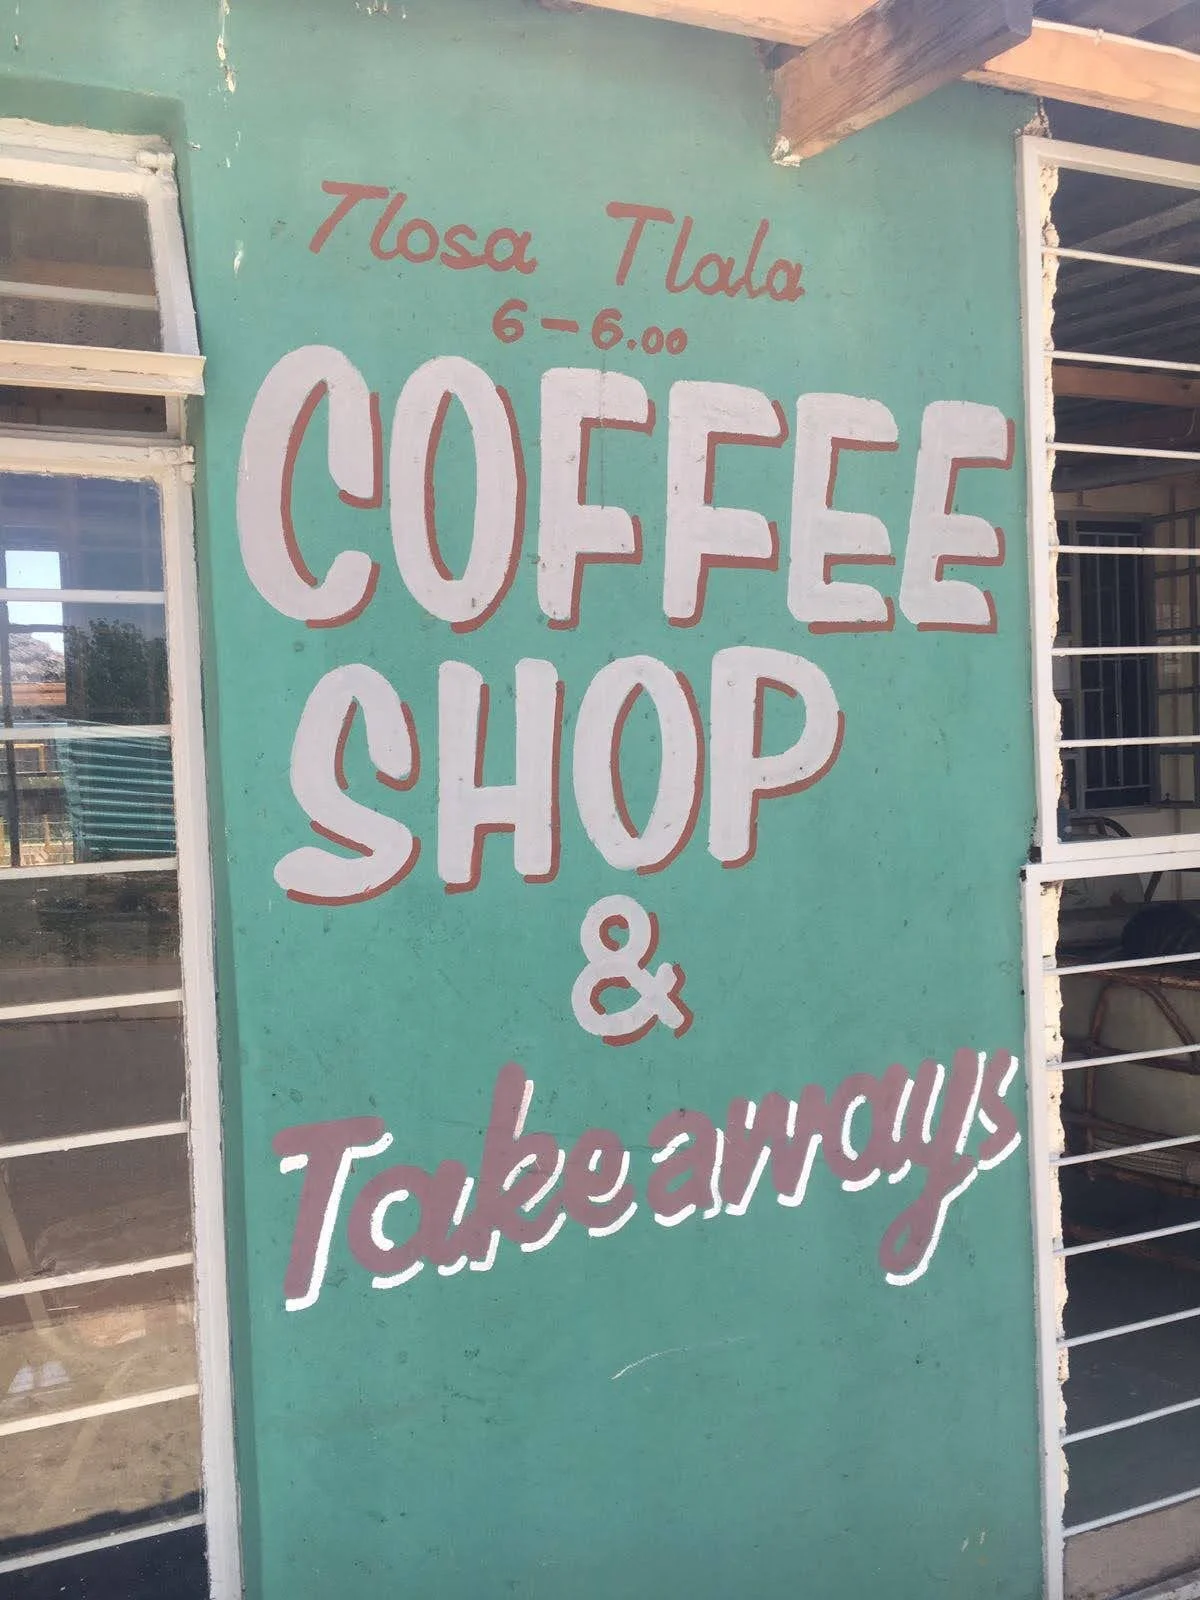 Tlosa Tlala
6-6.00
COFFEE
SHOP
&
Takeaways